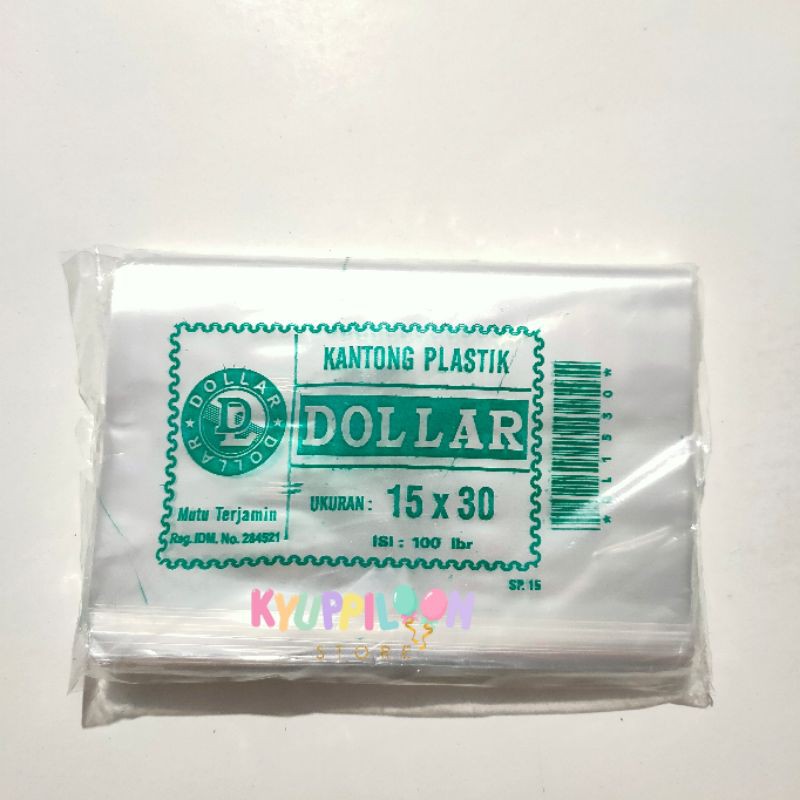 KANTONG PLASTIK
DOLLAR
DL
DOLLAR
DOLLAR
UKURAN : 15 x 30
ISI : 100 lbr
Mutu Terjamin
Reg. IDM. No. 284521
SP. 15
KYUPPILOON
STORE